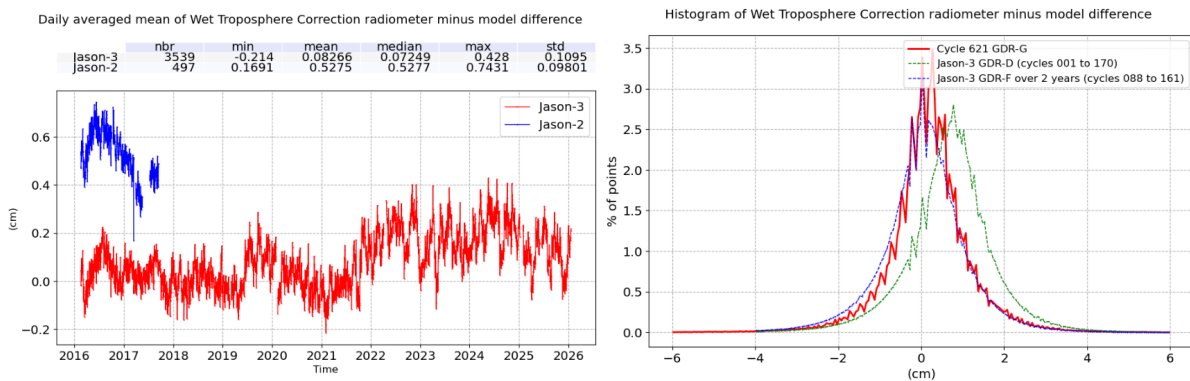 Daily averaged mean of Wet Troposphere Correction radiometer minus model difference
nbr min mean median max std
Jason-3 3539 -0.214 0.08266 0.07249 0.428 0.1095
Jason-2 497 0.1691 0.5275 0.5277 0.7431 0.09801
Jason-3
Jason-2
0.6
0.4
0.2
0.0
−0.2
(cm)
2016 2017 2018 2019 2020 2021 2022 2023 2024 2025 2026
Time
Histogram of Wet Troposphere Correction radiometer minus model difference
Cycle 621 GDR-G
Jason-3 GDR-D (cycles 001 to 170)
Jason-3 GDR-F over 2 years (cycles 088 to 161)
3.5
3.0
2.5
2.0
1.5
1.0
0.5
0.0
% of points
−6 −4 −2 0 2 4 6
(cm)